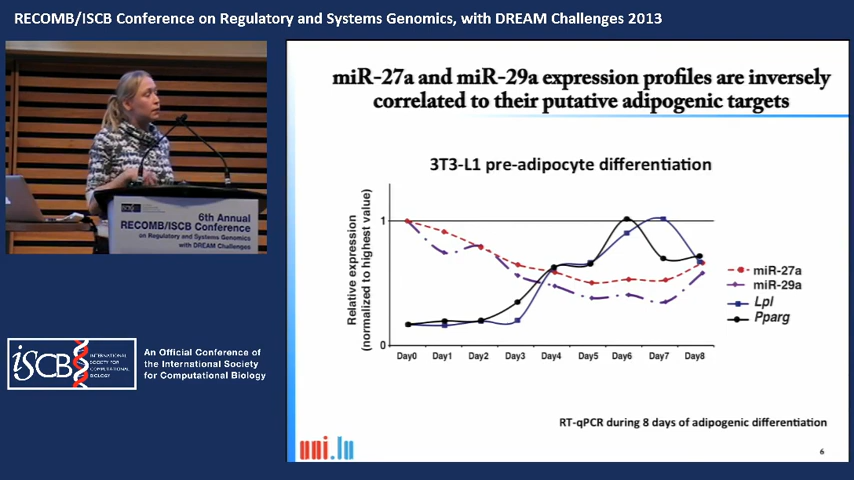 RECOMB/ISCB Conference on Regulatory and Systems Genomics, with DREAM Challenges 2013
6th Annual
RECOMB/ISCB Conference
on Regulatory and Systems Genomics
with DREAM Challenges
iSCB
INTERNATIONAL
SOCIETY FOR
COMPUTATIONAL
BIOLOGY
An Official Conference of
the International Society
for Computational Biology
miR-27a and miR-29a expression profiles are inversely
correlated to their putative adipogenic targets
3T3-L1 pre-adipocyte differentiation
Relative expression
(normalized to highest value)
1
0
Day0 Day1 Day2 Day3 Day4 Day5 Day6 Day7 Day8
miR-27a
miR-29a
Lpl
Pparg
RT-qPCR during 8 days of adipogenic differentiation
uni.lu
6